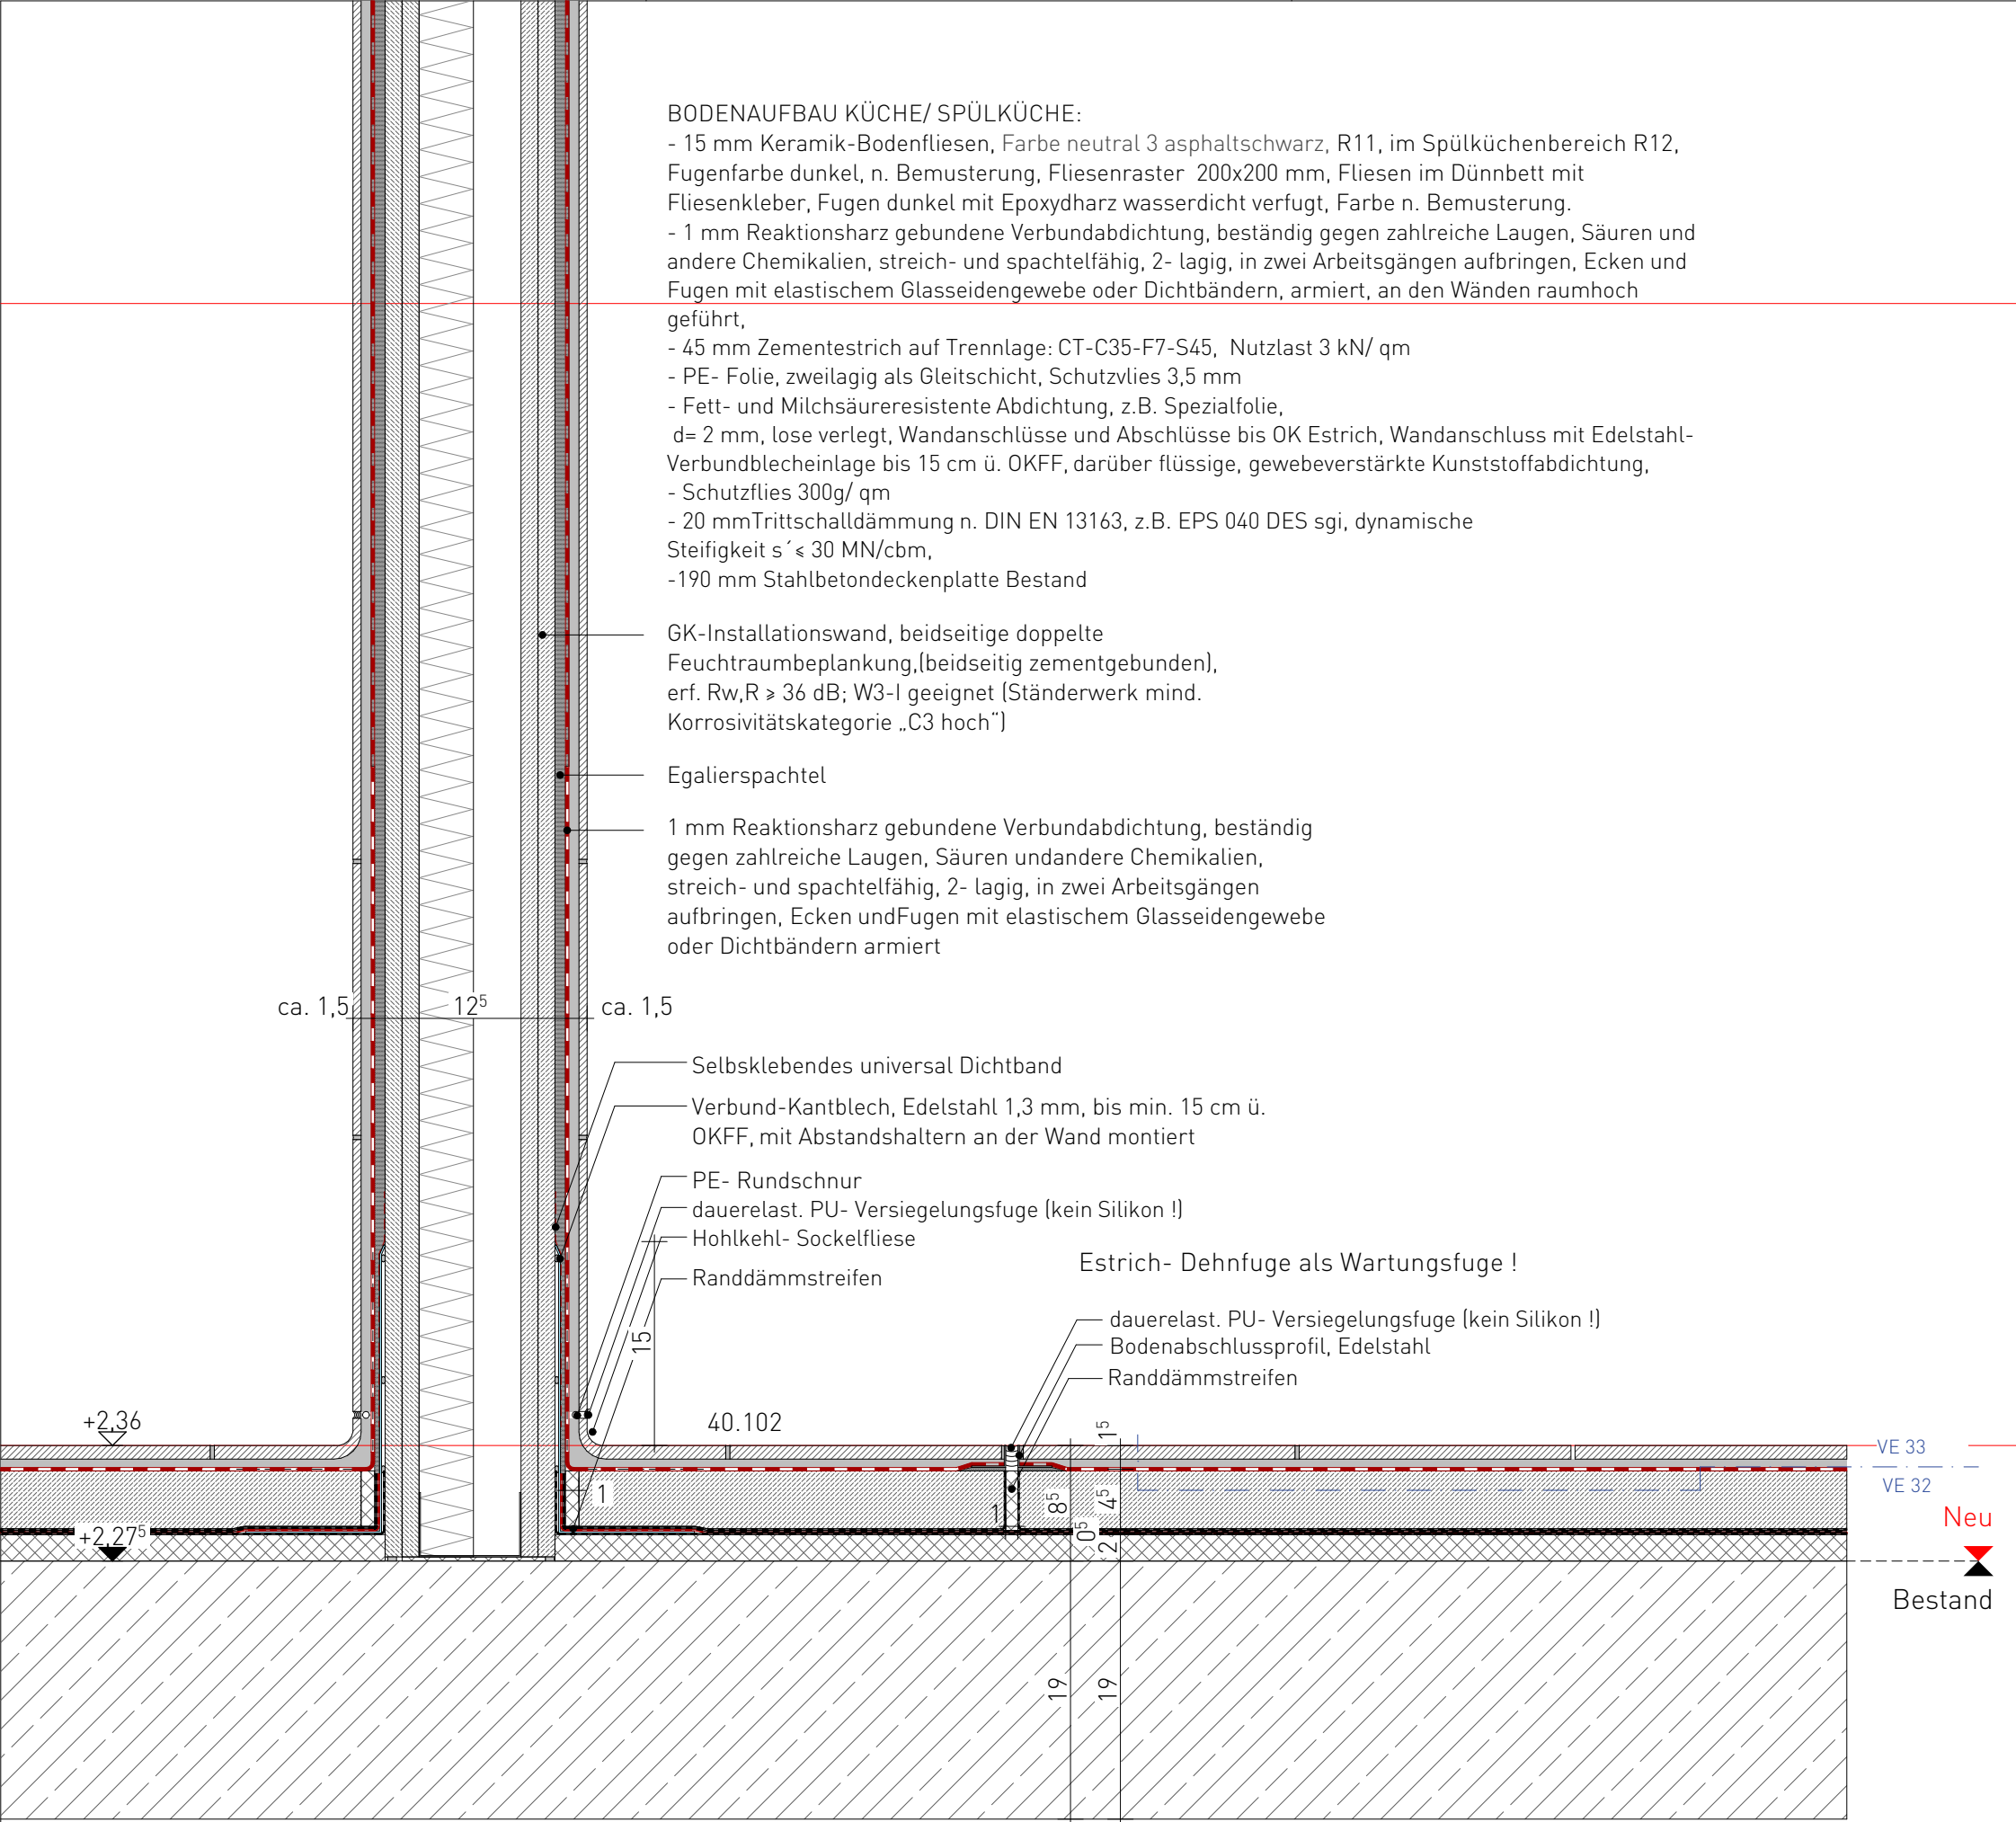 BODENAUFBAU KÜCHE/ SPÜLKÜCHE:
- 15 mm Keramik-Bodenfliesen, Farbe neutral 3 asphaltschwarz, R11, im Spülküchenbereich R12,
Fugenfarbe dunkel, n. Bemusterung, Fliesenraster 200x200 mm, Fliesen im Dünnbett mit
Fliesenkleber, Fugen dunkel mit Epoxydharz wasserdicht verfugt, Farbe n. Bemusterung.
- 1 mm Reaktionsharz gebundene Verbundabdichtung, beständig gegen zahlreiche Laugen, Säuren und
andere Chemikalien, streich- und spachtelfähig, 2- lagig, in zwei Arbeitsgängen aufbringen, Ecken und
Fugen mit elastischem Glasseidengewebe oder Dichtbändern, armiert, an den Wänden raumhoch
geführt,
- 45 mm Zementestrich auf Trennlage: CT-C35-F7-S45, Nutzlast 3 kN/ qm
- PE- Folie, zweilagig als Gleitschicht, Schutzvlies 3,5 mm
- Fett- und Milchsäureresistente Abdichtung, z.B. Spezialfolie,
d= 2 mm, lose verlegt, Wandanschlüsse und Abschlüsse bis OK Estrich, Wandanschluss mit Edelstahl-
Verbundblecheinlage bis 15 cm ü. OKFF, darüber flüssige, gewebeverstärkte Kunststoffabdichtung,
- Schutzflies 300g/ qm
- 20 mmTrittschalldämmung n. DIN EN 13163, z.B. EPS 040 DES sgi, dynamische
Steifigkeit s´≤ 30 MN/cbm,
-190 mm Stahlbetondeckenplatte Bestand
GK-Installationswand, beidseitige doppelte
Feuchtraumbeplankung,(beidseitig zementgebunden),
erf. Rw,R ≥ 36 dB; W3-I geeignet (Ständerwerk mind.
Korrosivitätskategorie „C3 hoch“)
Egalierspachtel
1 mm Reaktionsharz gebundene Verbundabdichtung, beständig
gegen zahlreiche Laugen, Säuren undandere Chemikalien,
streich- und spachtelfähig, 2- lagig, in zwei Arbeitsgängen
aufbringen, Ecken undFugen mit elastischem Glasseidengewebe
oder Dichtbändern armiert
ca. 1,5 12⁵ ca. 1,5
Selbsklebendes universal Dichtband
Verbund-Kantblech, Edelstahl 1,3 mm, bis min. 15 cm ü.
OKFF, mit Abstandshaltern an der Wand montiert
PE- Rundschnur
dauerelast. PU- Versiegelungsfuge (kein Silikon !)
Hohlkehl- Sockelfliese
Randdämmstreifen
15
Estrich- Dehnfuge als Wartungsfuge !
dauerelast. PU- Versiegelungsfuge (kein Silikon !)
Bodenabschlussprofil, Edelstahl
Randdämmstreifen
+2,36
40.102
1⁵
VE 33
VE 32
1
1
8⁵
4⁵
0⁵
2
+2,27⁵
Neu
Bestand
19
19